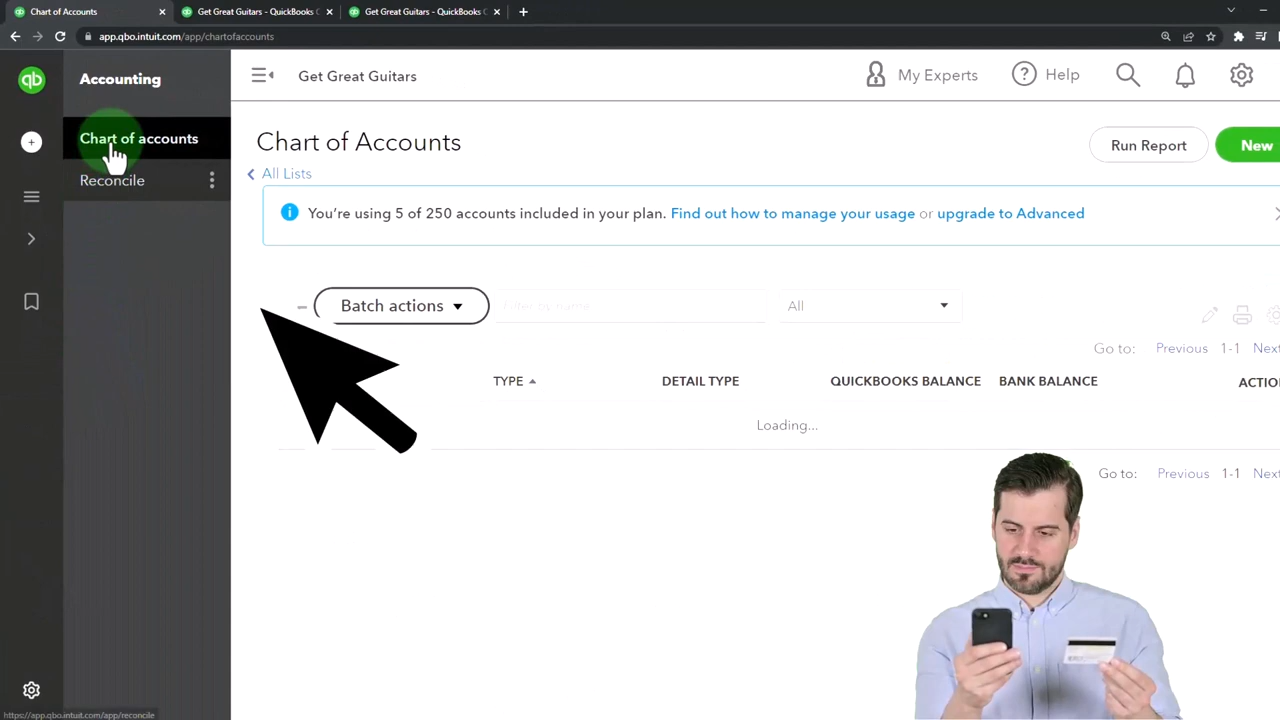 Chart of Accounts
Get Great Guitars - QuickBooks C
Get Great Guitars - QuickBooks C
app.qbo.intuit.com/app/chartofaccounts
qb
Accounting
Get Great Guitars
My Experts
Help
Chart of accounts
Reconcile
Chart of Accounts
Run Report
New
All Lists
You're using 5 of 250 accounts included in your plan. Find out how to manage your usage or upgrade to Advanced
Batch actions
Filter by name
All
Go to: Previous 1-1 Next
TYPE
DETAIL TYPE
QUICKBOOKS BALANCE
BANK BALANCE
ACTIO
Loading...
Go to: Previous 1-1 Next
https://app.qbo.intuit.com/app/reconcile